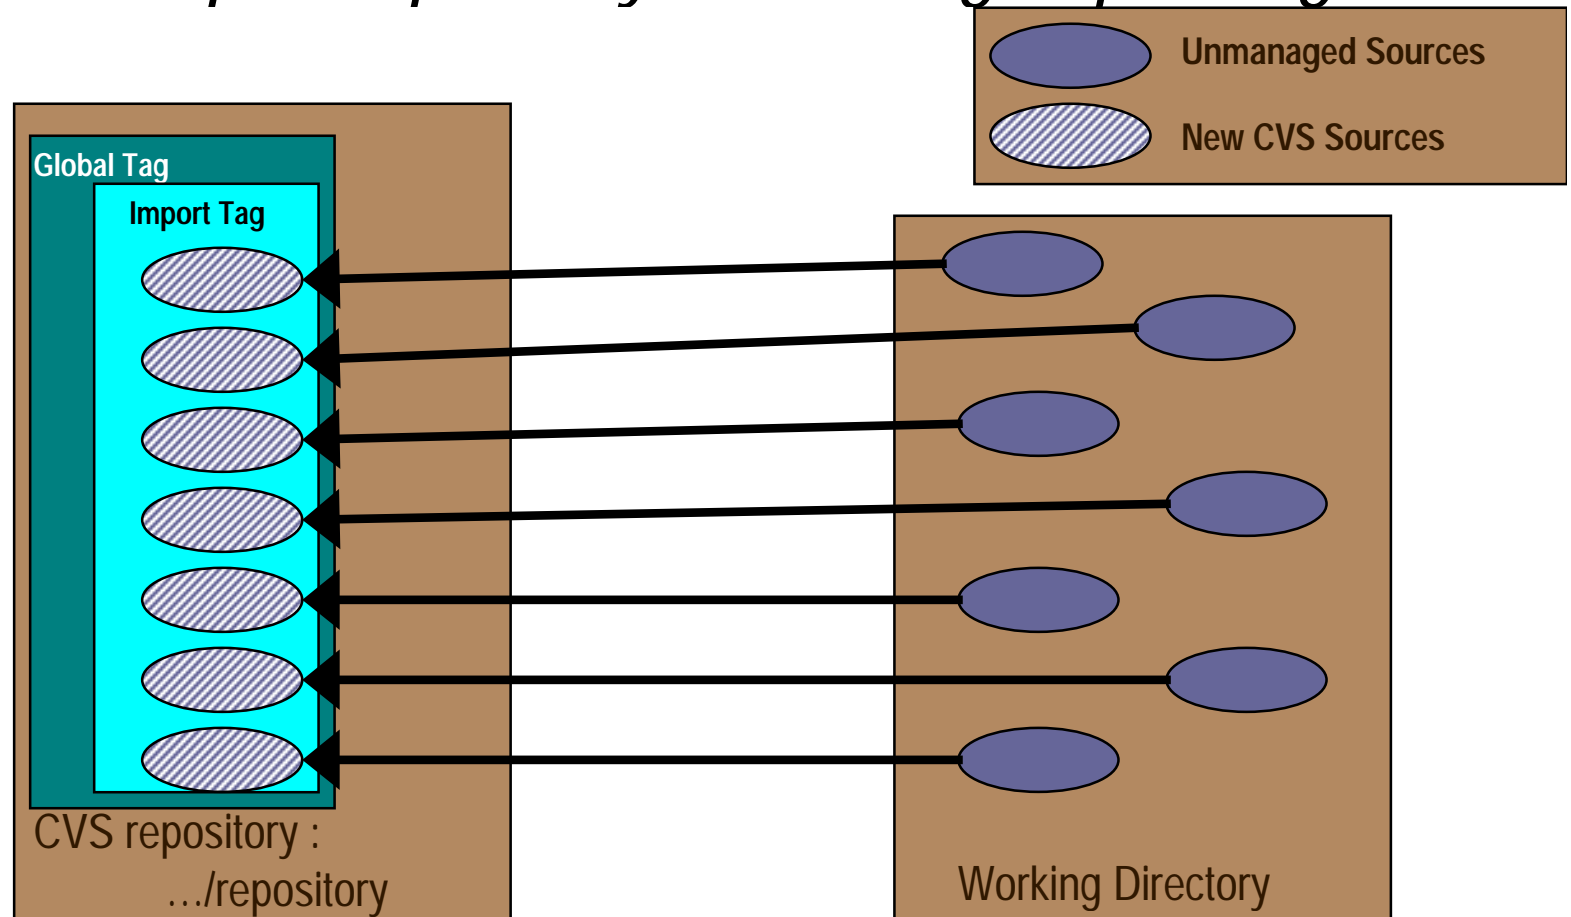 Unmanaged Sources
New CVS Sources
Global Tag
Import Tag
CVS repository :
…/repository
Working Directory